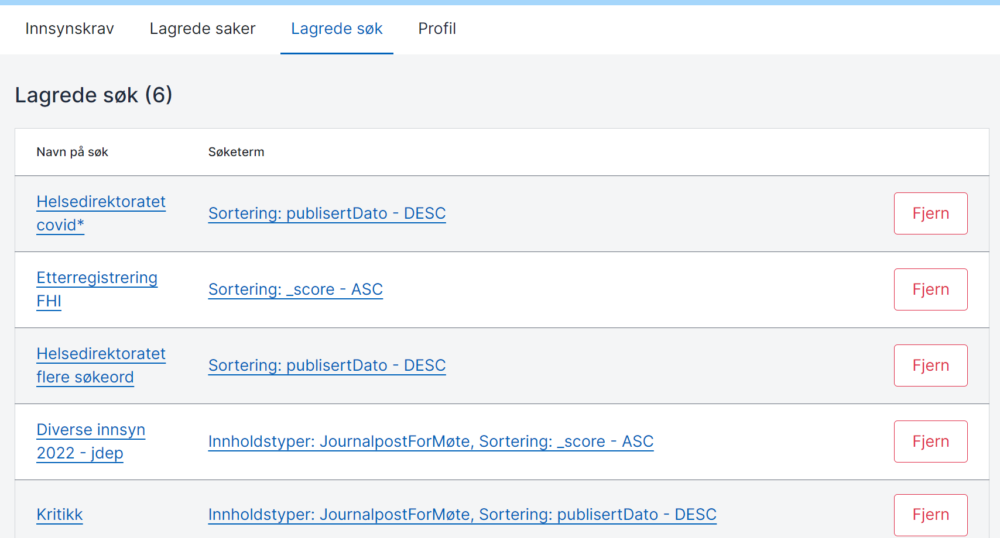 Innsynskrav Lagrede saker Lagrede søk Profil
Lagrede søk (6)
Navn på søk Søketerm
Helsedirektoratet
covid*
Sortering: publisertDato - DESC
Fjern
Etterregistrering
FHI
Sortering: _score - ASC
Fjern
Helsedirektoratet
flere søkeord
Sortering: publisertDato - DESC
Fjern
Diverse innsyn
2022 - jdep
Innholdstyper: JournalpostForMøte, Sortering: _score - ASC
Fjern
Kritikk
Innholdstyper: JournalpostForMøte, Sortering: publisertDato - DESC
Fjern